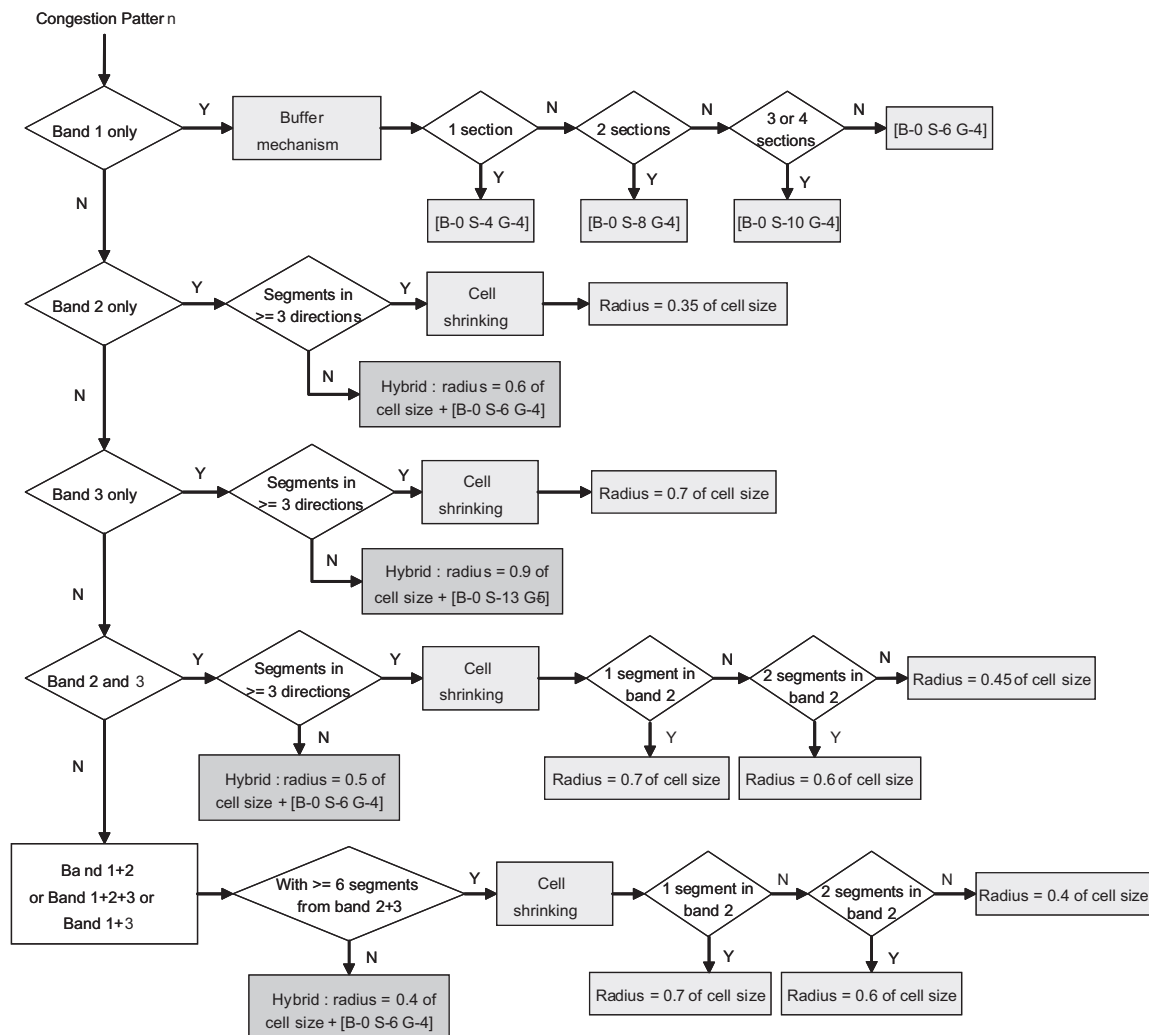 Congestion Pattern
Band 1 only
Y
Buffer
mechanism
1 section
N
2 sections
N
3 or 4
sections
N
[B-0 S-6 G-4]
Y
Y
Y
[B-0 S-4 G-4]
[B-0 S-8 G-4]
[B-0 S-10 G-4]
N
Band 2 only
Y
Segments in
>= 3 directions
Y
Cell
shrinking
Radius = 0.35 of cell size
N
Hybrid : radius = 0.6 of
cell size + [B-0 S-6 G-4]
N
Band 3 only
Y
Segments in
>= 3 directions
Y
Cell
shrinking
Radius = 0.7 of cell size
N
Hybrid : radius = 0.9 of
cell size + [B-0 S-13 G-5]
N
Band 2 and 3
Y
Segments in
>= 3 directions
Y
Cell
shrinking
1 segment in
band 2
N
2 segments in
band 2
N
Radius = 0.45 of cell size
N
Y
Y
Hybrid : radius = 0.5 of
cell size + [B-0 S-6 G-4]
Radius = 0.7 of cell size
Radius = 0.6 of cell size
N
Band 1+2
or Band 1+2+3 or
Band 1+3
With >= 6 segments
from band 2+3
Y
Cell
shrinking
1 segment in
band 2
N
2 segments in
band 2
N
Radius = 0.4 of cell size
N
Y
Y
Hybrid : radius = 0.4 of
cell size + [B-0 S-6 G-4]
Radius = 0.7 of cell size
Radius = 0.6 of cell size